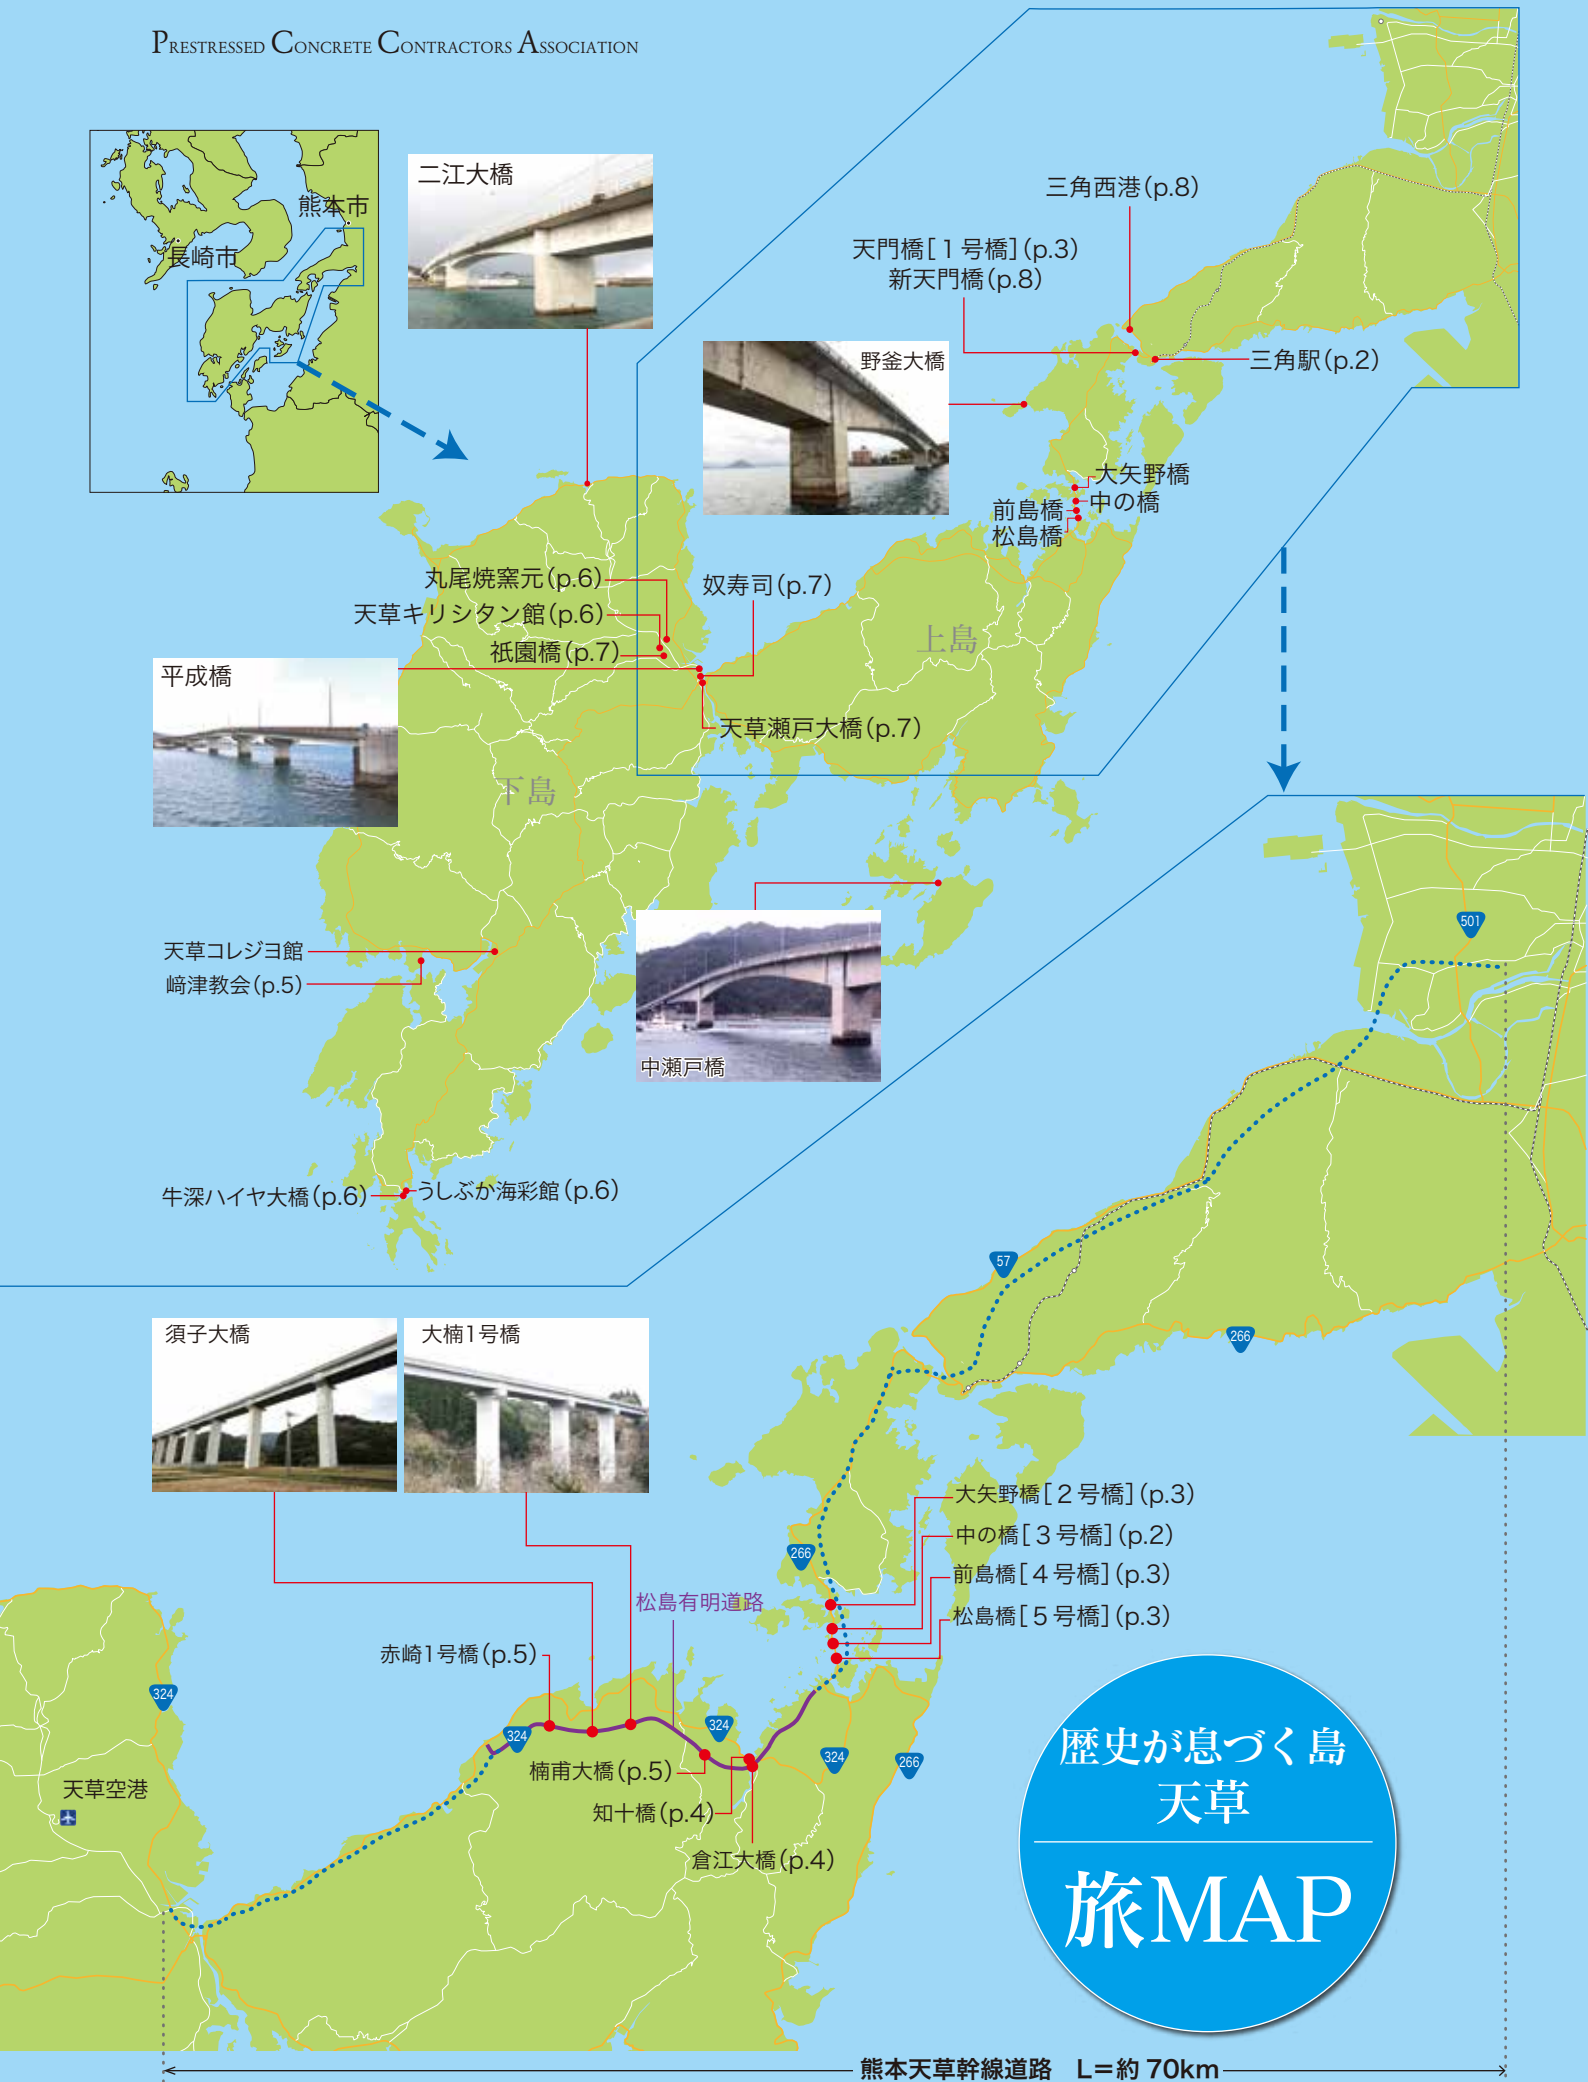 PRESTRESSED CONCRETE CONTRACTORS ASSOCIATION
熊本市
長崎市
二江大橋
三角西港(p.8)
天門橋[1号橋](p.3)
新天門橋(p.8)
野釜大橋
三角駅(p.2)
大矢野橋
中の橋
前島橋
松島橋
丸尾焼窯元(p.6)
天草キリシタン館(p.6)
祇園橋(p.7)
奴寿司(p.7)
上島
平成橋
天草瀬戸大橋(p.7)
下島
天草コレジヨ館
﨑津教会(p.5)
中瀬戸橋
牛深ハイヤ大橋(p.6)
うしぶか海彩館(p.6)
501
57
266
須子大橋
大楠1号橋
大矢野橋[2号橋](p.3)
中の橋[3号橋](p.2)
前島橋[4号橋](p.3)
松島橋[5号橋](p.3)
266
松島有明道路
赤崎1号橋(p.5)
324
324
324
324
266
楠甫大橋(p.5)
知十橋(p.4)
倉江大橋(p.4)
天草空港
歴史が息づく島
天草
旅MAP
熊本天草幹線道路 L=約 70km